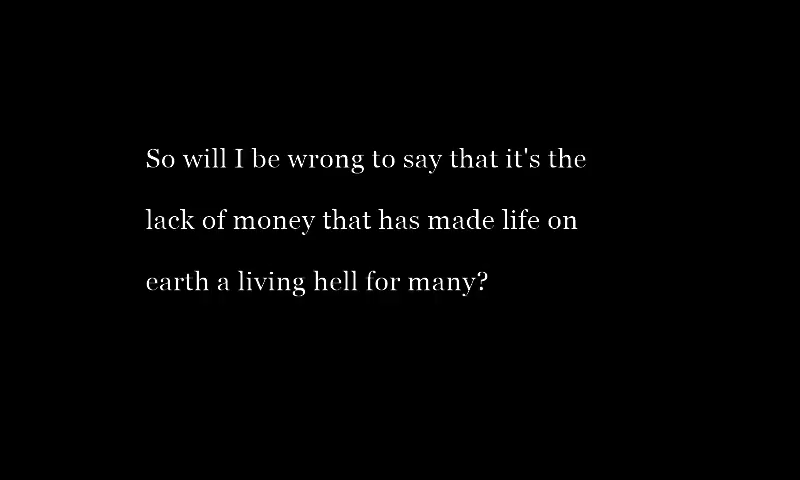 So will I be wrong to say that it's the
lack of money that has made life on
earth a living hell for many?